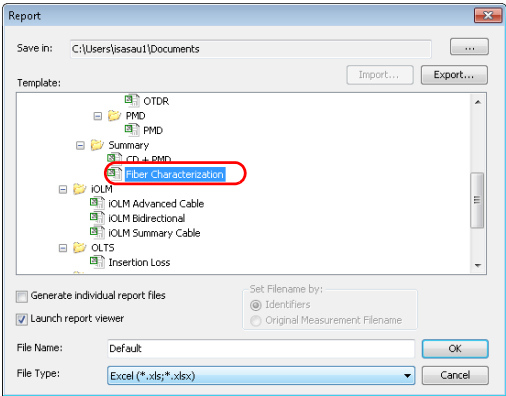 Report
Save in: C:\Users\isasau1\Documents ...
Template: Import... Export...
OTDR
PMD
PMD
Summary
CD + PMD
Fiber Characterization
iOLM
iOLM Advanced Cable
iOLM Bidirectional
iOLM Summary Cable
OLTS
Insertion Loss
Generate individual report files
Launch report viewer
Set Filename by:
Identifiers
Original Measurement Filename
File Name: Default OK
File Type: Excel (*.xls;*.xlsx) Cancel